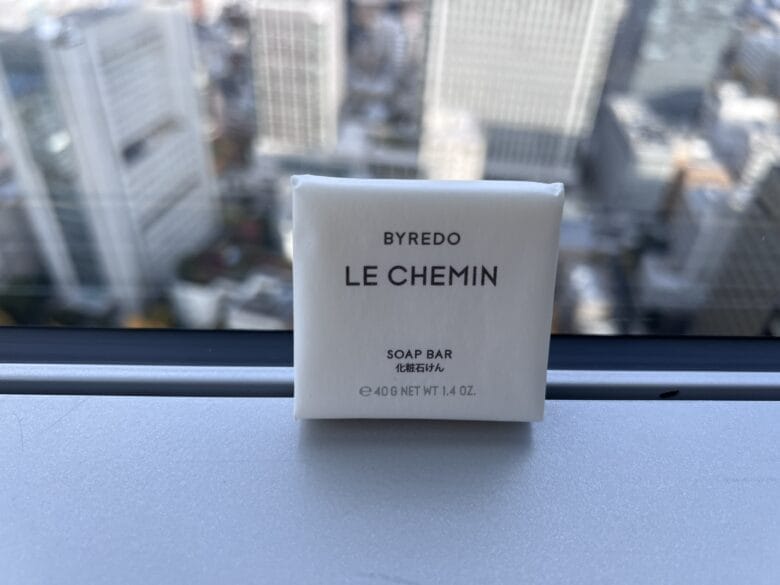 BYREDO
LE CHEMIN
SOAP BAR
化粧石けん
℮ 40 G NET WT 1.4 OZ.